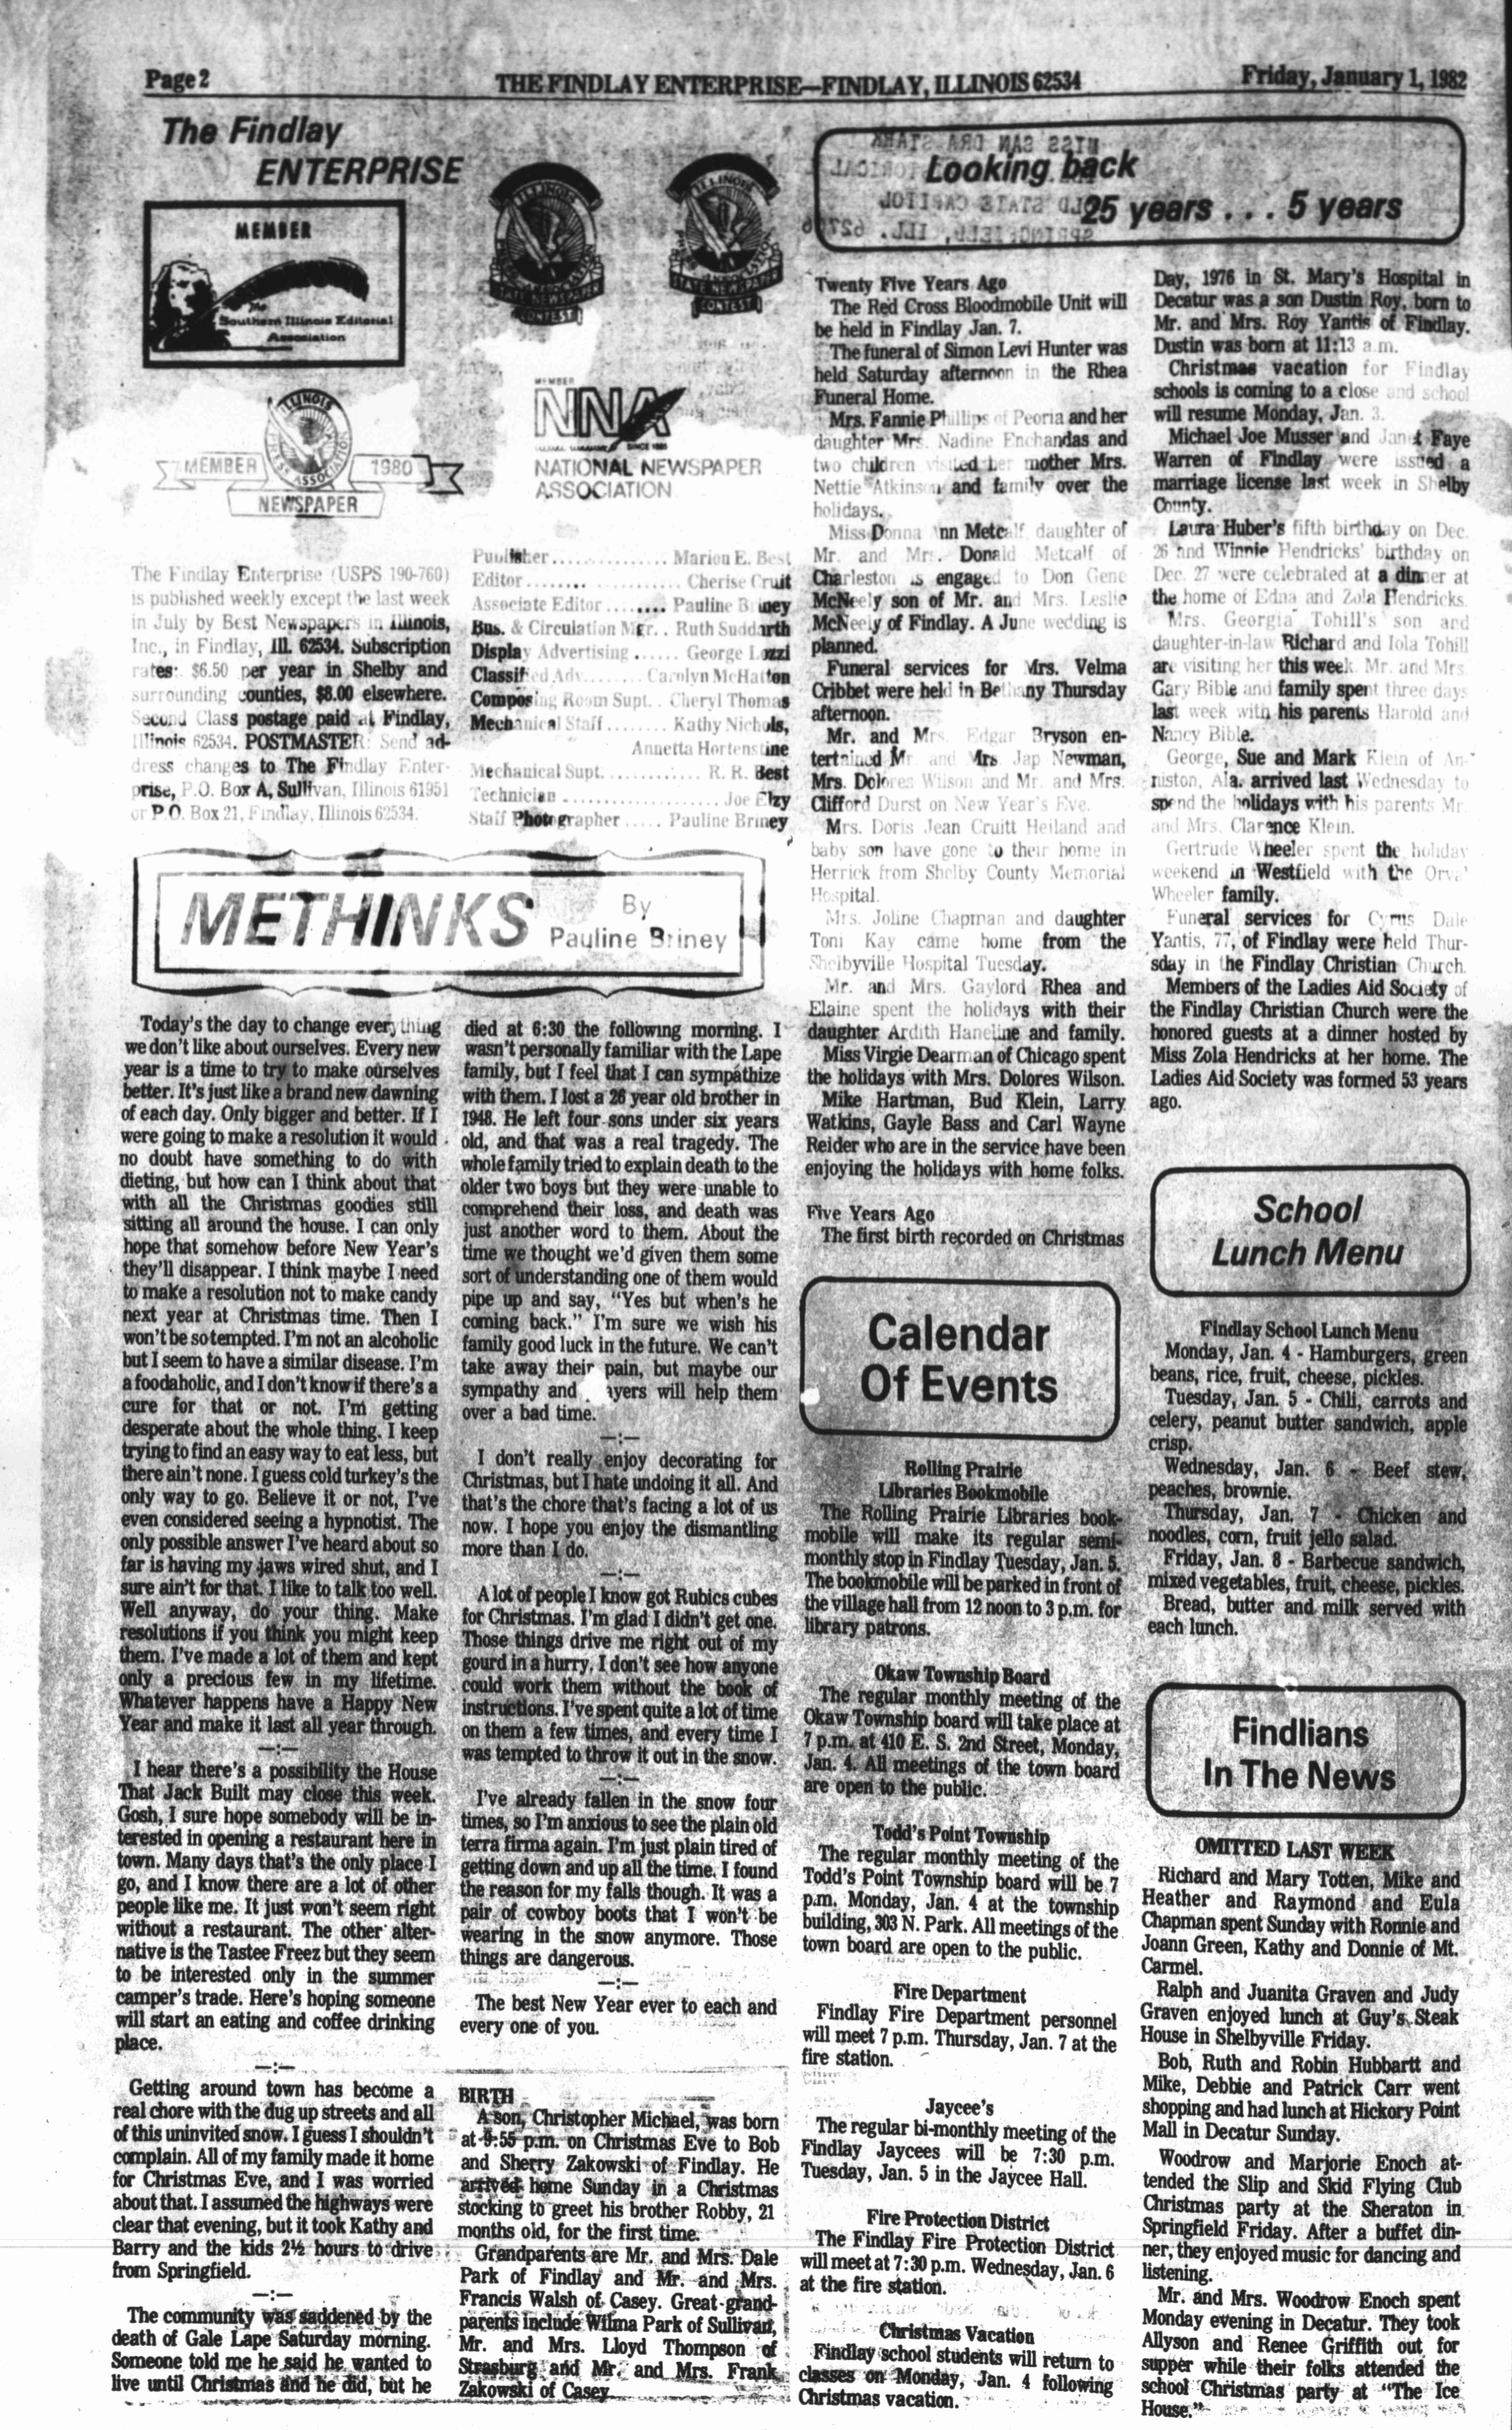 Page 2
THE FINDLAY ENTERPRISE—FINDLAY, ILLINOIS 62534
Friday, January 1, 1982
The Findlay
ENTERPRISE
MEMBER
The
Southern Illinois Editorial
Association
ILLINOIS
STATE NEWSPAPER
CONTEST
ILLINOIS
STATE NEWSPAPER
CONTEST
ILLINOIS
PRESS ASSOCIATION
MEMBER 1980
NEWSPAPER
MEMBER
NNA
SINCE 1885
NATIONAL NEWSPAPER
ASSOCIATION
The Findlay Enterprise (USPS 190-760)
is published weekly except the last week
in July by Best Newspapers in Illinois,
Inc., in Findlay, Ill. 62534. Subscription
rates: $6.50 per year in Shelby and
surrounding counties, $8.00 elsewhere.
Second Class postage paid at Findlay,
Illinois 62534. POSTMASTER: Send ad-
dress changes to The Findlay Enter-
prise, P.O. Box A, Sullivan, Illinois 61951
or P.O. Box 21, Findlay, Illinois 62534.
Publisher.............. Marion E. Best
Editor................... Cherise Cruit
Associate Editor ........ Pauline Briney
Bus. & Circulation Mgr.. Ruth Suddarth
Display Advertising ...... George Lozzi
Classified Adv....... Carolyn McHatton
Composing Room Supt. . Cheryl Thomas
Mechanical Staff........ Kathy Nichols,
Annetta Hortenstine
Mechanical Supt............. R. R. Best
Technician .................... Joe Elzy
Staff Photographer ..... Pauline Briney
METHINKS
By
Pauline Briney
Today's the day to change everything
we don't like about ourselves. Every new
year is a time to try to make ourselves
better. It's just like a brand new dawning
of each day. Only bigger and better. If I
were going to make a resolution it would
no doubt have something to do with
dieting, but how can I think about that
with all the Christmas goodies still
sitting all around the house. I can only
hope that somehow before New Year's
they'll disappear. I think maybe I need
to make a resolution not to make candy
next year at Christmas time. Then I
won't be so tempted. I'm not an alcoholic
but I seem to have a similar disease. I'm
a foodaholic, and I don't know if there's a
cure for that or not. I'm getting
desperate about the whole thing. I keep
trying to find an easy way to eat less, but
there ain't none. I guess cold turkey's the
only way to go. Believe it or not, I've
even considered seeing a hypnotist. The
only possible answer I've heard about so
far is having my jaws wired shut, and I
sure ain't for that. I like to talk too well.
Well anyway, do your thing. Make
resolutions if you think you might keep
them. I've made a lot of them and kept
only a precious few in my lifetime.
Whatever happens have a Happy New
Year and make it last all year through.
—:—
I hear there's a possibility the House
That Jack Built may close this week.
Gosh, I sure hope somebody will be in-
terested in opening a restaurant here in
town. Many days that's the only place I
go, and I know there are a lot of other
people like me. It just won't seem right
without a restaurant. The other alter-
native is the Tastee Freez but they seem
to be interested only in the summer
camper's trade. Here's hoping someone
will start an eating and coffee drinking
place.
—:—
Getting around town has become a
real chore with the dug up streets and all
of this uninvited snow. I guess I shouldn't
complain. All of my family made it home
for Christmas Eve, and I was worried
about that. I assumed the highways were
clear that evening, but it took Kathy and
Barry and the kids 2½ hours to drive
from Springfield.
—:—
The community was saddened by the
death of Gale Lape Saturday morning.
Someone told me he said he wanted to
live until Christmas and he did, but he
died at 6:30 the following morning. I
wasn't personally familiar with the Lape
family, but I feel that I can sympathize
with them. I lost a 26 year old brother in
1948. He left four sons under six years
old, and that was a real tragedy. The
whole family tried to explain death to the
older two boys but they were unable to
comprehend their loss, and death was
just another word to them. About the
time we thought we'd given them some
sort of understanding one of them would
pipe up and say, "Yes but when's he
coming back." I'm sure we wish his
family good luck in the future. We can't
take away their pain, but maybe our
sympathy and ayers will help them
over a bad time.
—:—
I don't really enjoy decorating for
Christmas, but I hate undoing it all. And
that's the chore that's facing a lot of us
now. I hope you enjoy the dismantling
more than I do.
—:—
A lot of people I know got Rubics cubes
for Christmas. I'm glad I didn't get one.
Those things drive me right out of my
gourd in a hurry. I don't see how anyone
could work them without the book of
instructions. I've spent quite a lot of time
on them a few times, and every time I
was tempted to throw it out in the snow.
—:—
I've already fallen in the snow four
times, so I'm anxious to see the plain old
terra firma again. I'm just plain tired of
getting down and up all the time. I found
the reason for my falls though. It was a
pair of cowboy boots that I won't be
wearing in the snow anymore. Those
things are dangerous.
—:—
The best New Year ever to each and
every one of you.
BIRTH
A son, Christopher Michael, was born
at 9:55 p.m. on Christmas Eve to Bob
and Sherry Zakowski of Findlay. He
arrived home Sunday in a Christmas
stocking to greet his brother Robby, 21
months old, for the first time.
Grandparents are Mr. and Mrs. Dale
Park of Findlay and Mr. and Mrs.
Francis Walsh of Casey. Great-grand-
parents include Wilma Park of Sullivan,
Mr. and Mrs. Lloyd Thompson of
Strasburg and Mr. and Mrs. Frank
Zakowski of Casey.
Looking back
25 years . . . 5 years
Twenty Five Years Ago
The Red Cross Bloodmobile Unit will
be held in Findlay Jan. 7.
The funeral of Simon Levi Hunter was
held Saturday afternoon in the Rhea
Funeral Home.
Mrs. Fannie Phillips of Peoria and her
daughter Mrs. Nadine Enchandas and
two children visited her mother Mrs.
Nettie Atkinson and family over the
holidays.
Miss Donna Ann Metcalf, daughter of
Mr. and Mrs. Donald Metcalf of
Charleston is engaged to Don Gene
McNeely son of Mr. and Mrs. Leslie
McNeely of Findlay. A June wedding is
planned.
Funeral services for Mrs. Velma
Cribbet were held in Bethany Thursday
afternoon.
Mr. and Mrs. Edgar Bryson en-
tertained Mr. and Mrs. Jap Newman,
Mrs. Dolores Wilson and Mr. and Mrs.
Clifford Durst on New Year's Eve.
Mrs. Doris Jean Cruitt Heiland and
baby son have gone to their home in
Herrick from Shelby County Memorial
Hospital.
Mrs. Joline Chapman and daughter
Toni Kay came home from the
Shelbyville Hospital Tuesday.
Mr. and Mrs. Gaylord Rhea and
Elaine spent the holidays with their
daughter Ardith Haneline and family.
Miss Virgie Dearman of Chicago spent
the holidays with Mrs. Dolores Wilson.
Mike Hartman, Bud Klein, Larry
Watkins, Gayle Bass and Carl Wayne
Reider who are in the service have been
enjoying the holidays with home folks.
Five Years Ago
The first birth recorded on Christmas
Day, 1976 in St. Mary's Hospital in
Decatur was a son Dustin Roy, born to
Mr. and Mrs. Roy Yantis of Findlay.
Dustin was born at 11:13 a.m.
Christmas vacation for Findlay
schools is coming to a close and school
will resume Monday, Jan. 3.
Michael Joe Musser and Janet Faye
Warren of Findlay were issued a
marriage license last week in Shelby
County.
Laura Huber's fifth birthday on Dec.
26 and Winnie Hendricks' birthday on
Dec. 27 were celebrated at a dinner at
the home of Edna and Zola Hendricks.
Mrs. Georgia Tohill's son and
daughter-in-law Richard and Iola Tohill
are visiting her this week. Mr. and Mrs.
Gary Bible and family spent three days
last week with his parents Harold and
Nancy Bible.
George, Sue and Mark Klein of An-
niston, Ala. arrived last Wednesday to
spend the holidays with his parents Mr.
and Mrs. Clarence Klein.
Gertrude Wheeler spent the holiday
weekend in Westfield with the Orval
Wheeler family.
Funeral services for Cyrus Dale
Yantis, 77, of Findlay were held Thur-
sday in the Findlay Christian Church.
Members of the Ladies Aid Society of
the Findlay Christian Church were the
honored guests at a dinner hosted by
Miss Zola Hendricks at her home. The
Ladies Aid Society was formed 53 years
ago.
Calendar
Of Events
Rolling Prairie
Libraries Bookmobile
The Rolling Prairie Libraries book-
mobile will make its regular semi-
monthly stop in Findlay Tuesday, Jan. 5.
The bookmobile will be parked in front of
the village hall from 12 noon to 3 p.m. for
library patrons.
Okaw Township Board
The regular monthly meeting of the
Okaw Township board will take place at
7 p.m. at 410 E. S. 2nd Street, Monday,
Jan. 4. All meetings of the town board
are open to the public.
Todd's Point Township
The regular monthly meeting of the
Todd's Point Township board will be 7
p.m. Monday, Jan. 4 at the township
building, 303 N. Park. All meetings of the
town board are open to the public.
Fire Department
Findlay Fire Department personnel
will meet 7 p.m. Thursday, Jan. 7 at the
fire station.
Jaycee's
The regular bi-monthly meeting of the
Findlay Jaycees will be 7:30 p.m.
Tuesday, Jan. 5 in the Jaycee Hall.
Fire Protection District
The Findlay Fire Protection District
will meet at 7:30 p.m. Wednesday, Jan. 6
at the fire station.
Christmas Vacation
Findlay school students will return to
classes on Monday, Jan. 4 following
Christmas vacation.
School
Lunch Menu
Findlay School Lunch Menu
Monday, Jan. 4 - Hamburgers, green
beans, rice, fruit, cheese, pickles.
Tuesday, Jan. 5 - Chili, carrots and
celery, peanut butter sandwich, apple
crisp.
Wednesday, Jan. 6 - Beef stew,
peaches, brownie.
Thursday, Jan. 7 - Chicken and
noodles, corn, fruit jello salad.
Friday, Jan. 8 - Barbecue sandwich,
mixed vegetables, fruit, cheese, pickles.
Bread, butter and milk served with
each lunch.
Findlians
In The News
OMITTED LAST WEEK
Richard and Mary Totten, Mike and
Heather and Raymond and Eula
Chapman spent Sunday with Ronnie and
Joann Green, Kathy and Donnie of Mt.
Carmel.
Ralph and Juanita Graven and Judy
Graven enjoyed lunch at Guy's Steak
House in Shelbyville Friday.
Bob, Ruth and Robin Hubbartt and
Mike, Debbie and Patrick Carr went
shopping and had lunch at Hickory Point
Mall in Decatur Sunday.
Woodrow and Marjorie Enoch at-
tended the Slip and Skid Flying Club
Christmas party at the Sheraton in
Springfield Friday. After a buffet din-
ner, they enjoyed music for dancing and
listening.
Mr. and Mrs. Woodrow Enoch spent
Monday evening in Decatur. They took
Allyson and Renee Griffith out for
supper while their folks attended the
school Christmas party at "The Ice
House."